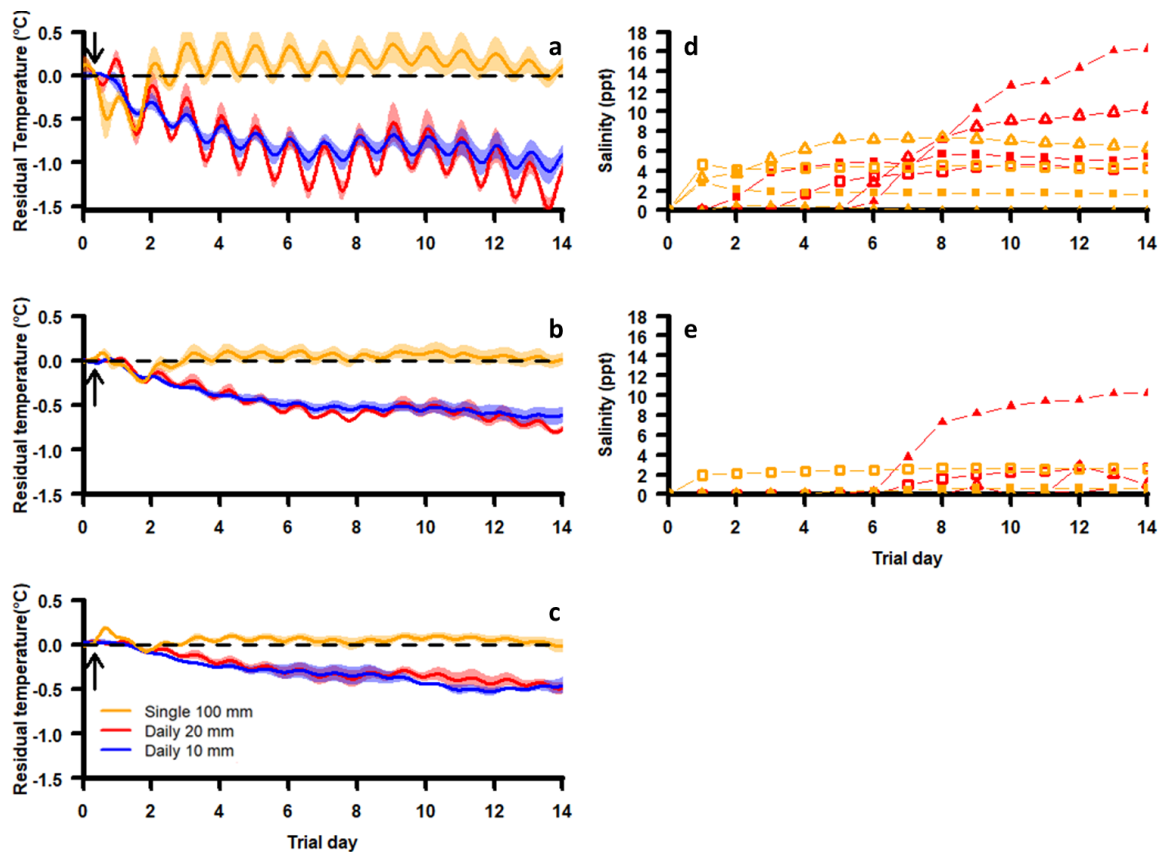 a
Residual Temperature (°C)
0.5
0.0
-0.5
-1.0
-1.5
0 2 4 6 8 10 12 14
b
Residual temperature (°C)
0.5
0.0
-0.5
-1.0
-1.5
0 2 4 6 8 10 12 14
c
Residual temperature(°C)
0.5
0.0
-0.5
-1.0
-1.5
Single 100 mm
Daily 20 mm
Daily 10 mm
0 2 4 6 8 10 12 14
Trial day
d
Salinity (ppt)
18
16
14
12
10
8
6
4
2
0
0 2 4 6 8 10 12 14
e
Salinity (ppt)
18
16
14
12
10
8
6
4
2
0
0 2 4 6 8 10 12 14
Trial day